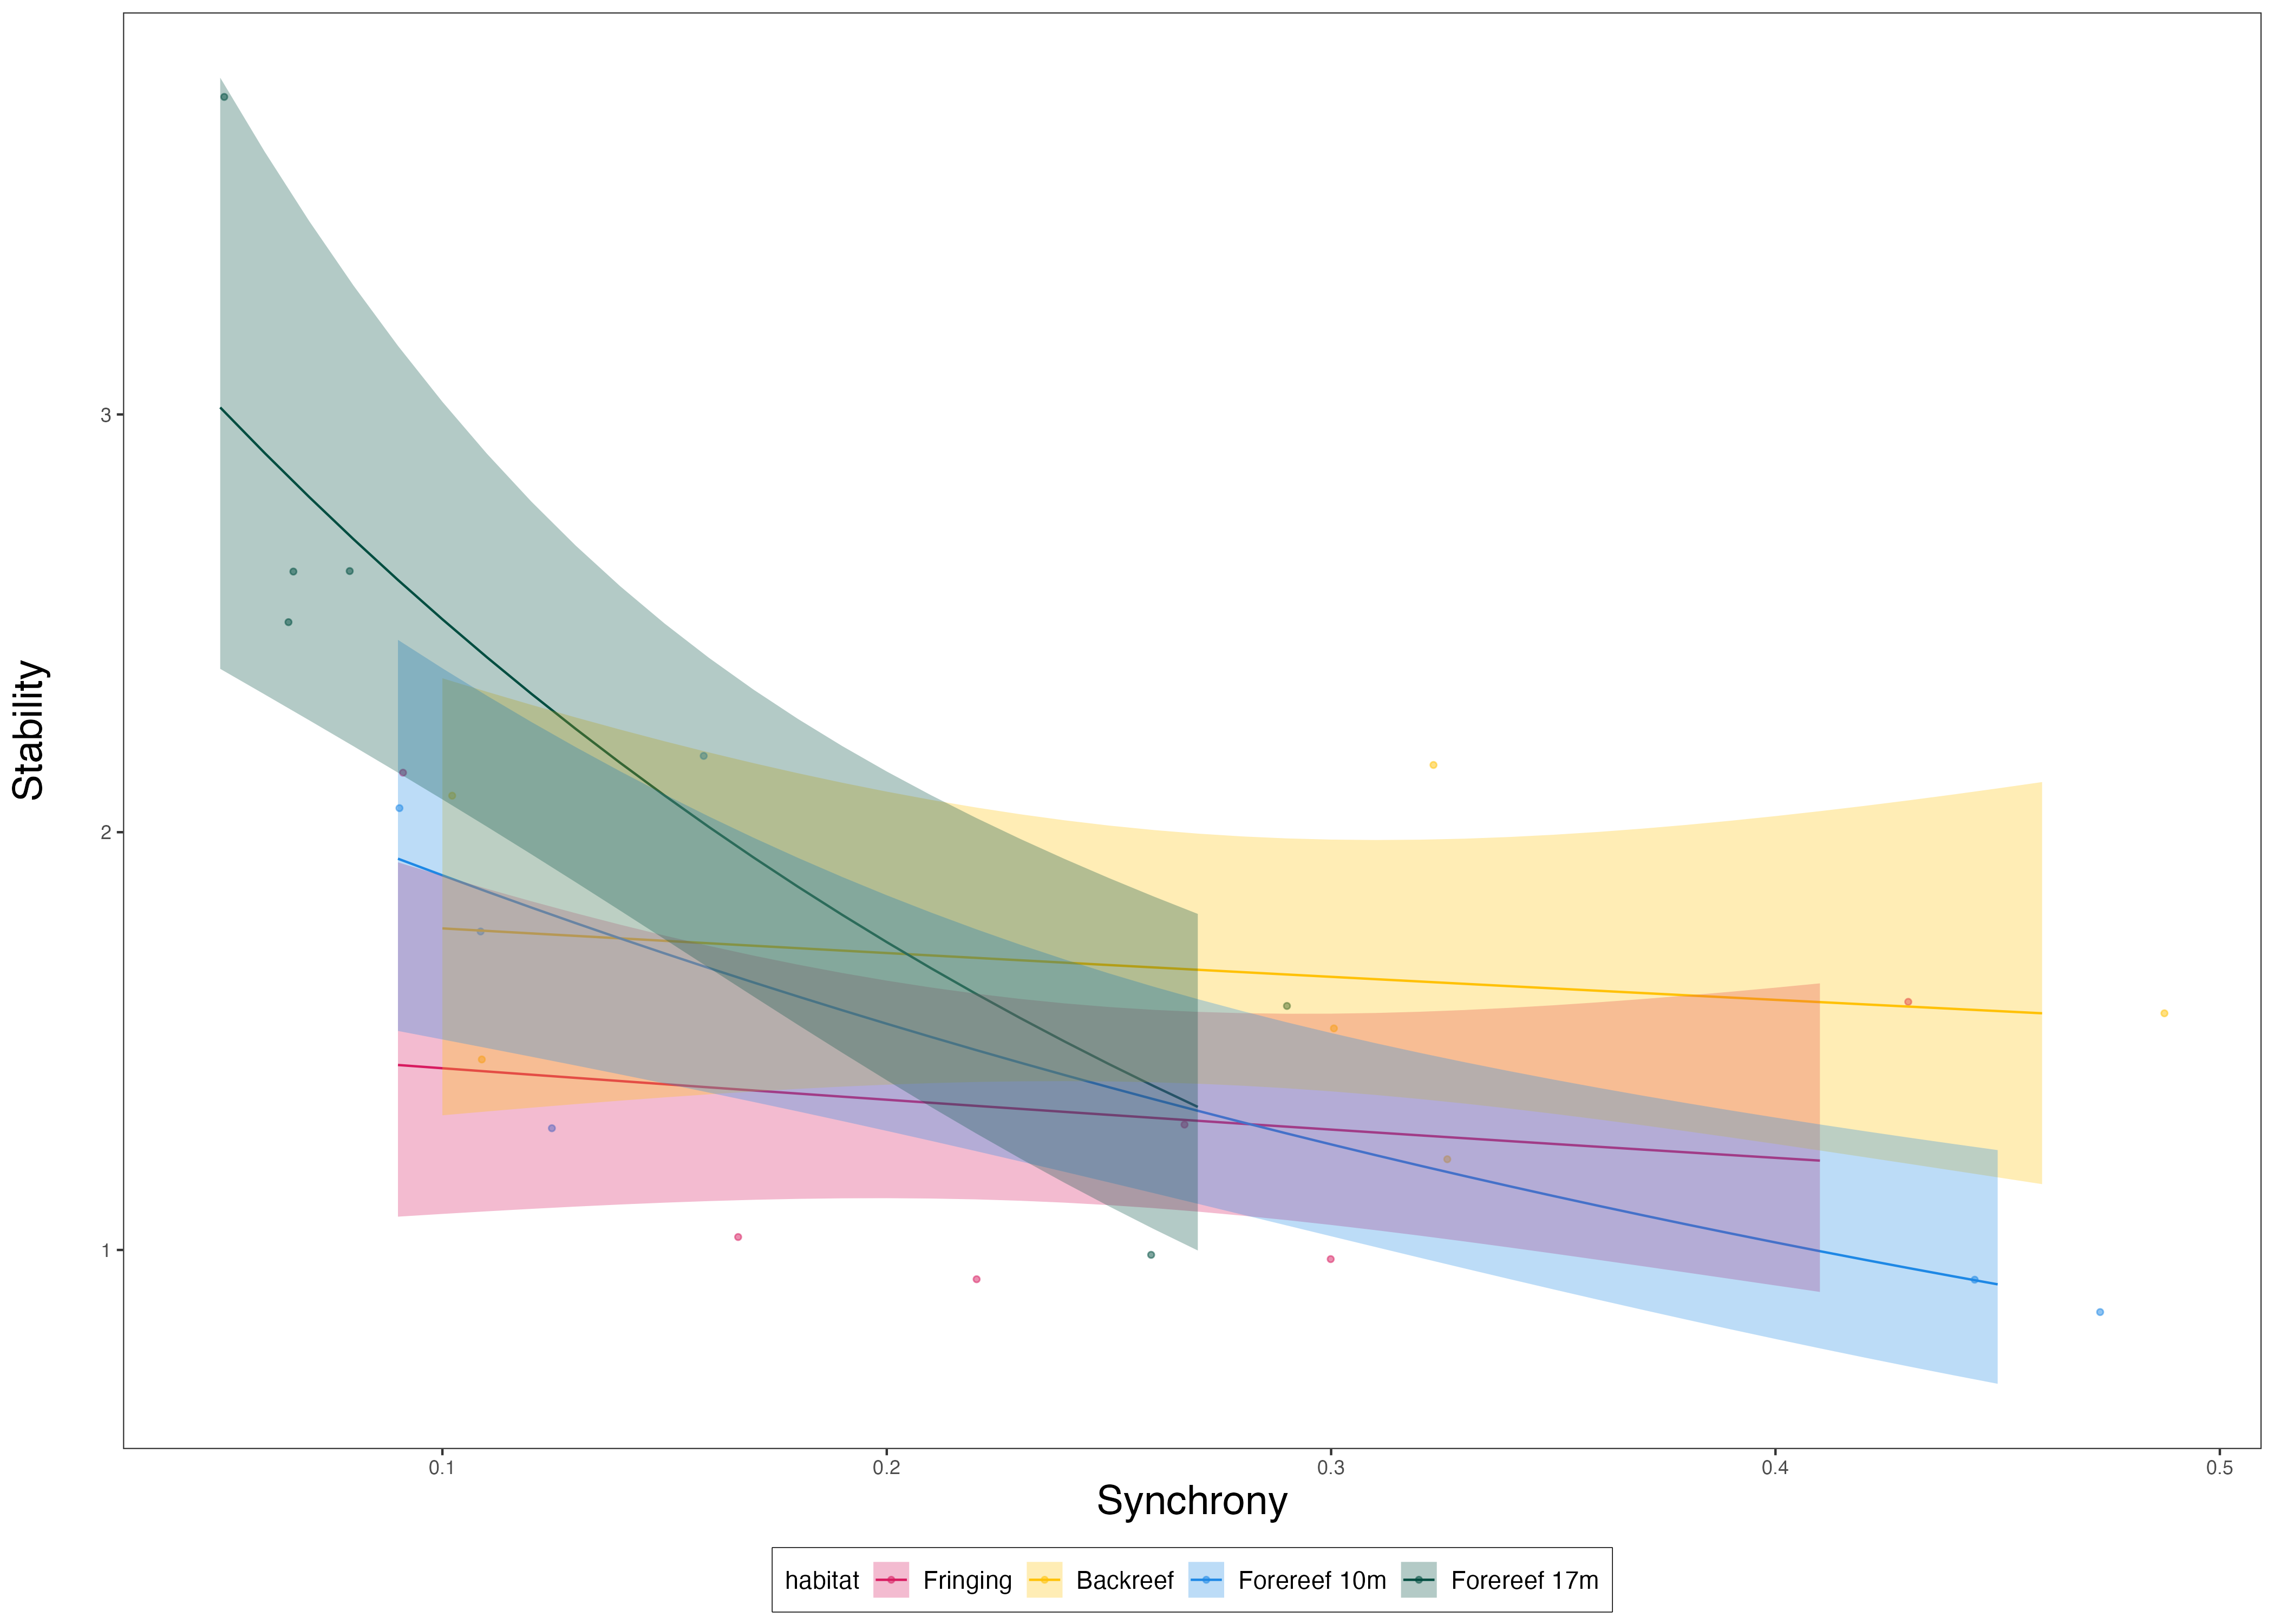 Stability
3
2
1
0.1 0.2 0.3 0.4 0.5
Synchrony
habitat Fringing Backreef Forereef 10m Forereef 17m